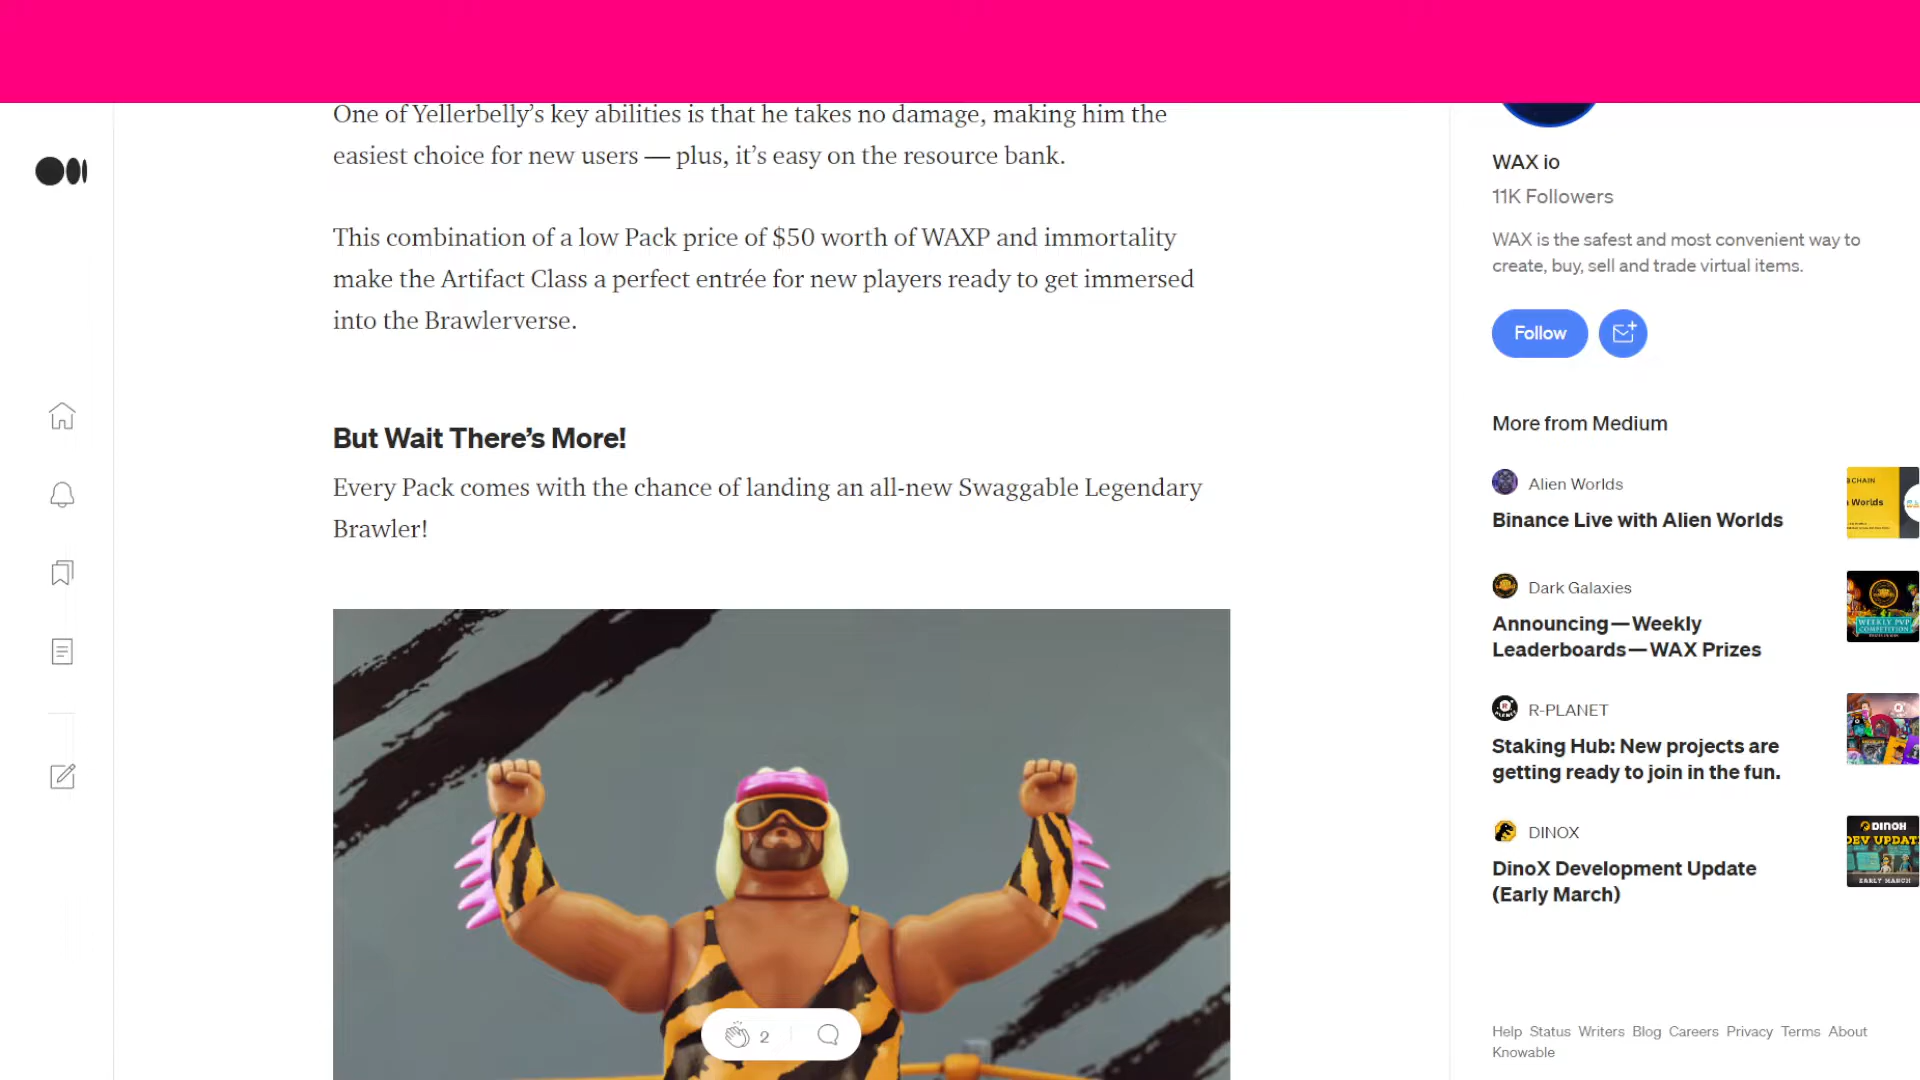 One of Yellerbelly’s key abilities is that he takes no damage, making him the
easiest choice for new users — plus, it’s easy on the resource bank.
This combination of a low Pack price of $50 worth of WAXP and immortality
make the Artifact Class a perfect entrée for new players ready to get immersed
into the Brawlerverse.
But Wait There’s More!
Every Pack comes with the chance of landing an all-new Swaggable Legendary
Brawler!
2
WAX io
11K Followers
WAX is the safest and most convenient way to
create, buy, sell and trade virtual items.
Follow
More from Medium
Alien Worlds
Binance Live with Alien Worlds
CHAIN
Worlds
Dark Galaxies
Announcing — Weekly
Leaderboards — WAX Prizes
WEEKLY PVP
COMPETITION
R-PLANET
Staking Hub: New projects are
getting ready to join in the fun.
DINOX
DinoX Development Update
(Early March)
DINOX
DEV UPDAT
EARLY MARCH
Help Status Writers Blog Careers Privacy Terms About
Knowable